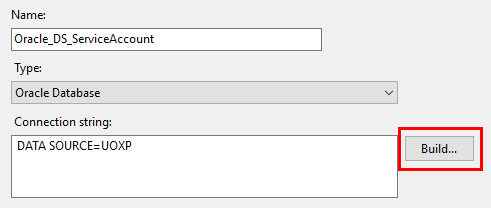 Name:
Oracle_DS_ServiceAccount
Type:
Oracle Database
Connection string:
DATA SOURCE=UOXP
Build...